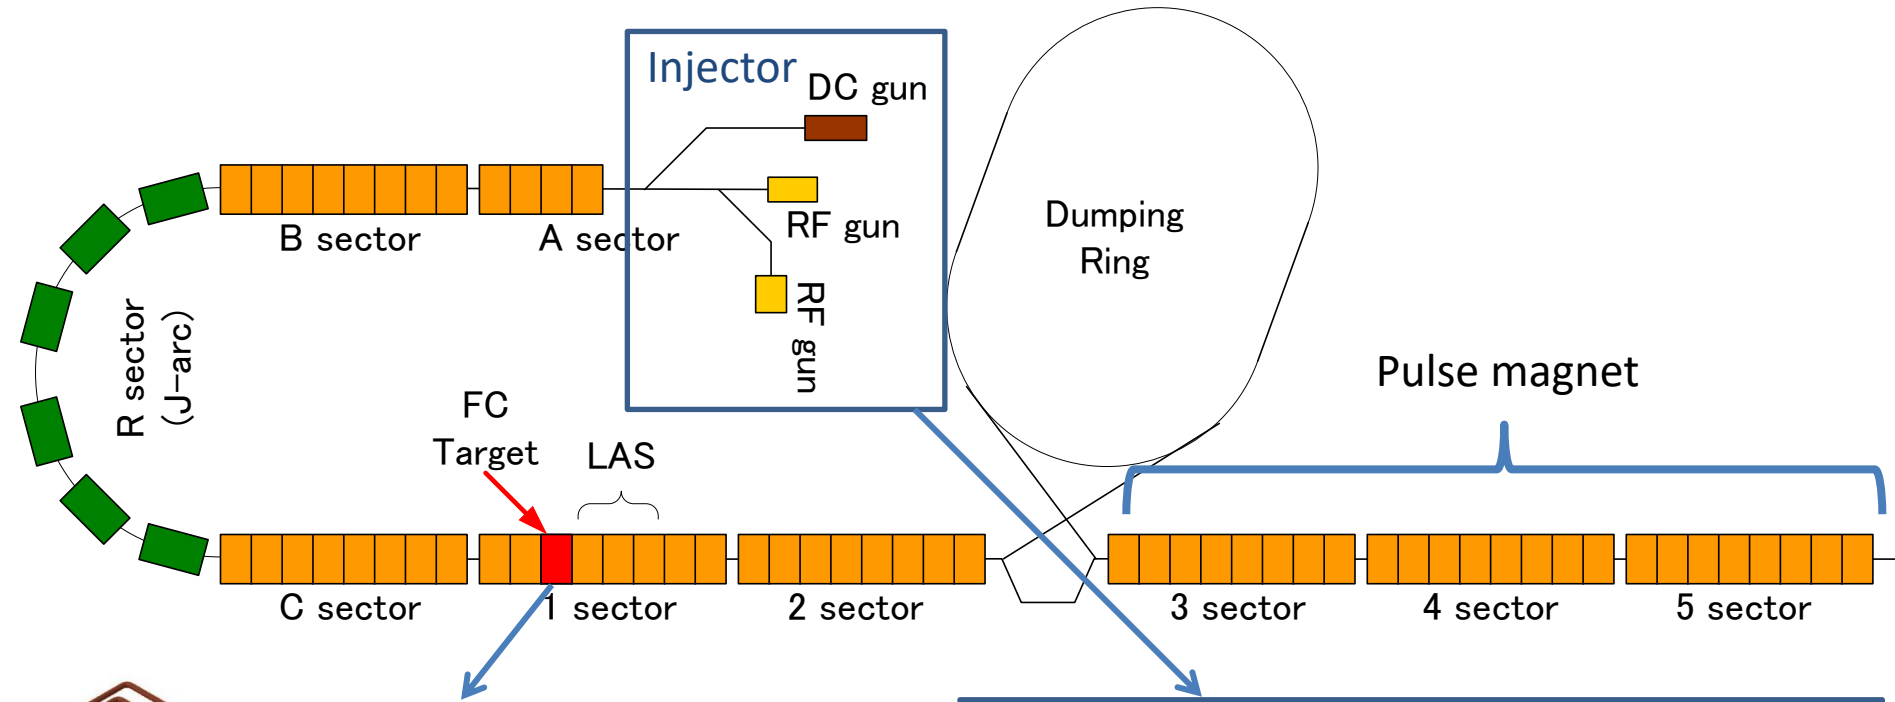 Injector
DC gun
RF gun
RF gun
B sector
A sector
R sector
(J-arc)
Dumping
Ring
Pulse magnet
FC
Target
LAS
C sector
1 sector
2 sector
3 sector
4 sector
5 sector